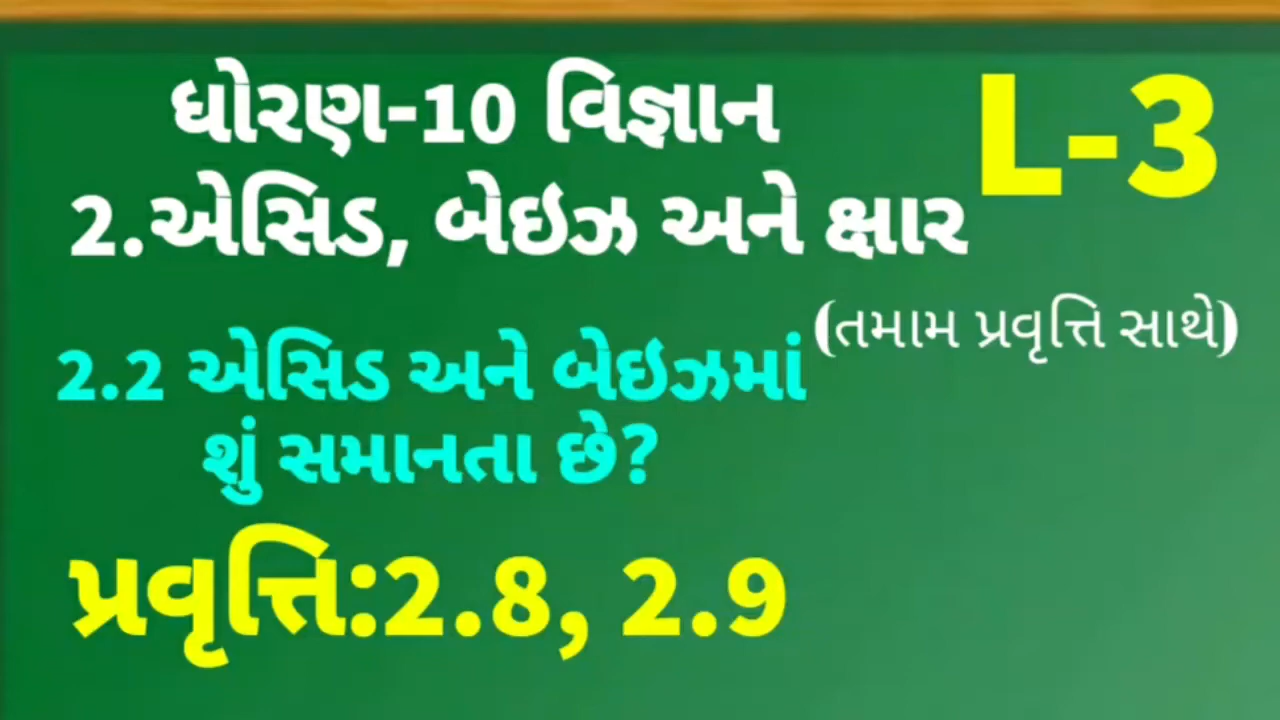 ધોરણ-10 વિજ્ઞાન
L-3
2.એસિડ, બેઇઝ અને ક્ષાર
(તમામ પ્રવૃત્તિ સાથે)
2.2 એસિડ અને બેઇઝમાં
શું સમાનતા છે?
પ્રવૃત્તિ:2.8, 2.9